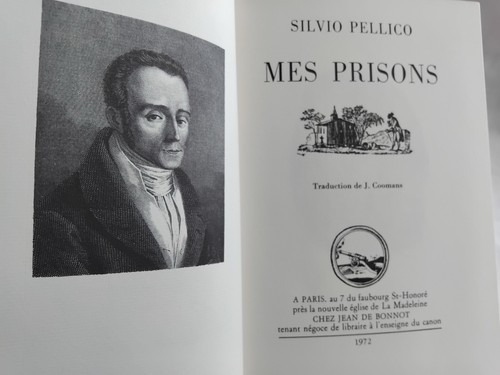 SILVIO PELLICO
MES PRISONS
Traduction de J. Coomans
A PARIS, au 7 du faubourg St-Honoré
près la nouvelle église de La Madeleine
CHEZ JEAN DE BONNOT
tenant négoce de libraire à l'enseigne du canon
1972